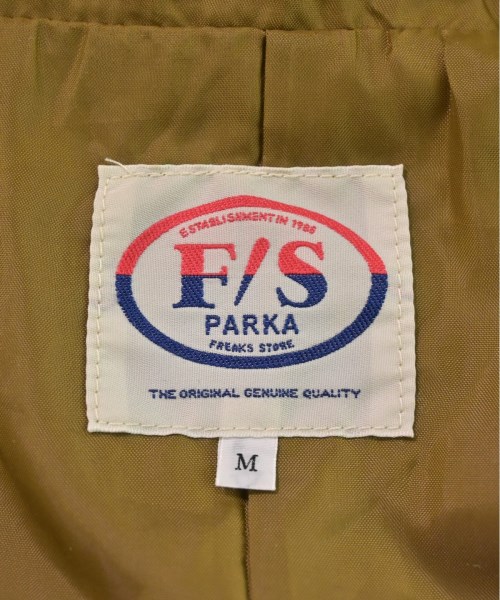 ESTABLISHMENT IN 1986
F/S
PARKA
FREAKS STORE
THE ORIGINAL GENUINE QUALITY
M